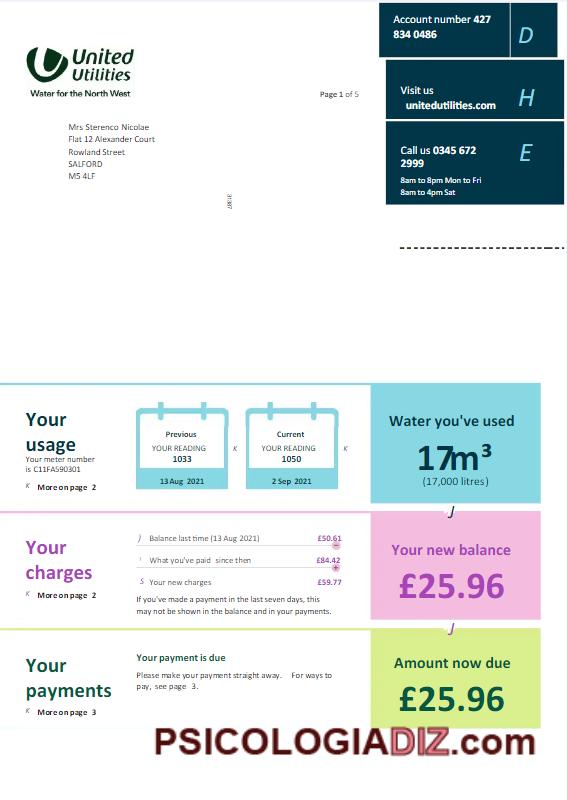 United
Utilities
Water for the North West
Account number 427
834 0486
D
Visit us
unitedutilities.com
H
Call us 0345 672
2999
E
8am to 8pm Mon to Fri
8am to 4pm Sat
Page 1 of 5
Mrs Sterenco Nicolae
Flat 12 Alexander Court
Rowland Street
SALFORD
M5 4LF
Your
usage
Your meter number
is C11FA590301
K More on page 2
Previous
YOUR READING
1033
13 Aug 2021
K
Current
YOUR READING
1050
2 Sep 2021
K
Water you've used
17m³
(17,000 litres)
J
Your
charges
K More on page 2
J Balance last time (13 Aug 2021) £50.61
What you've paid since then £84.42
S Your new charges £59.77
If you've made a payment in the last seven days, this
may not be shown in the balance and in your payments.
Your new balance
£25.96
J
Your
payments
K More on page 3
Your payment is due
Please make your payment straight away. For ways to
pay, see page 3.
Amount now due
£25.96
PSICOLOGIADIZ.com